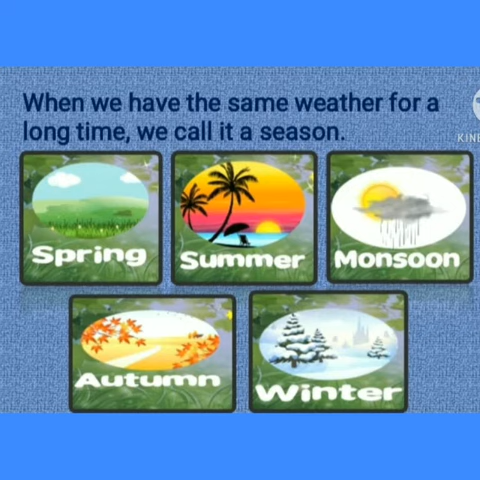 When we have the same weather for a
long time, we call it a season.
Spring
Summer
Monsoon
Autumn
Winter